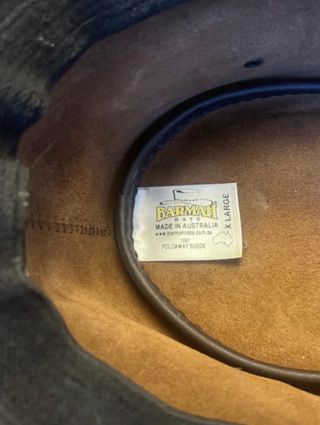 BARMAH
HATS
MADE IN AUSTRALIA
www.barmahhats.com.au
1061
FOLDAWAY SUEDE
X LARGE